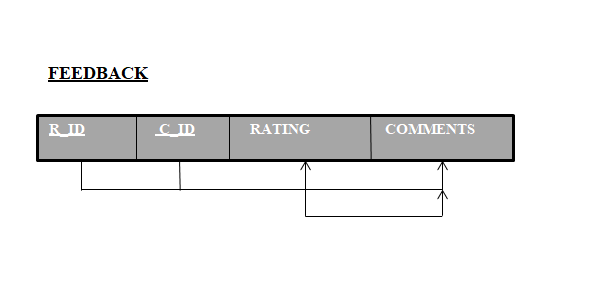 FEEDBACK
R_ID C_ID RATING COMMENTS